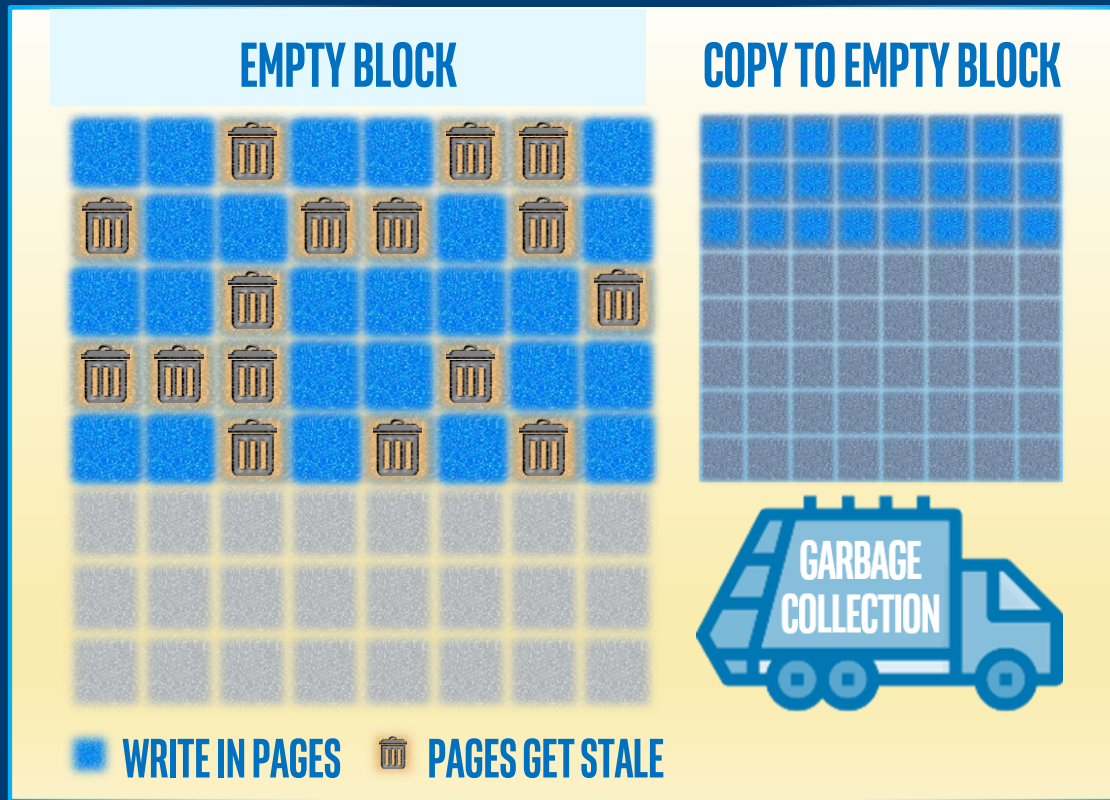 EMPTY BLOCK
COPY TO EMPTY BLOCK
GARBAGE
COLLECTION
WRITE IN PAGES
PAGES GET STALE